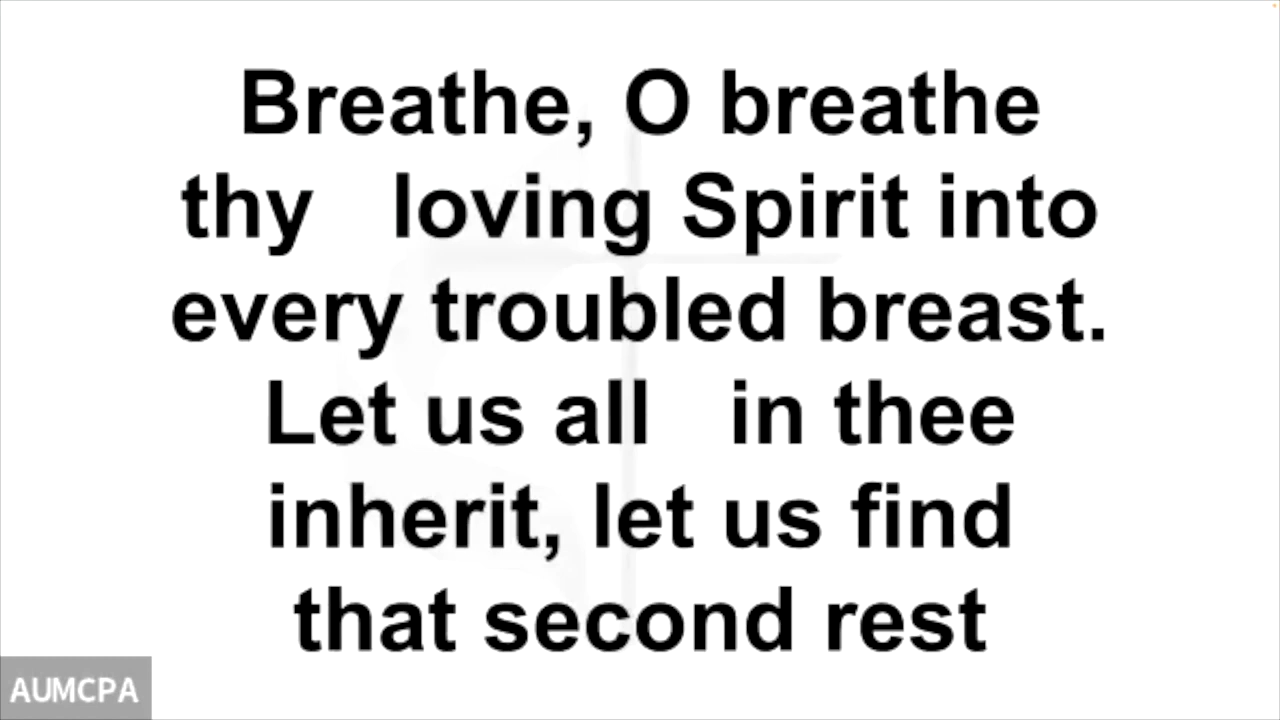 Breathe, O breathe
thy loving Spirit into
every troubled breast.
Let us all in thee
inherit, let us find
that second rest
AUMCPA